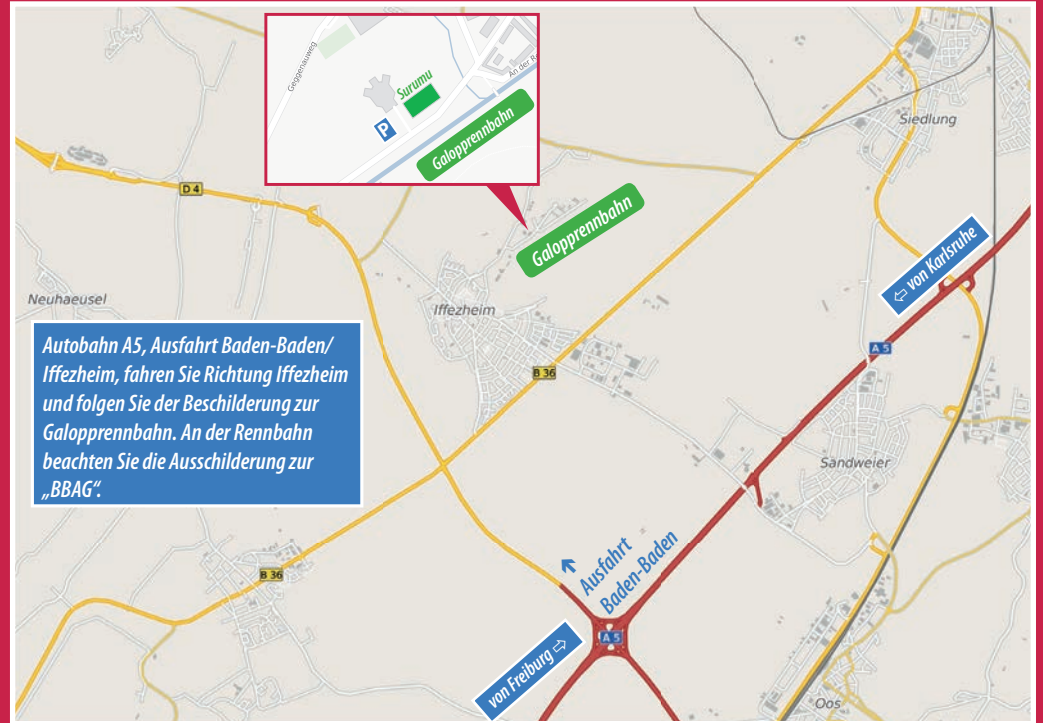 Geggenauweg
Surumu
An der Re
P
Galopprennbahn
Siedlung
D 4
Galopprennbahn
⇦ von Karlsruhe
Neuhaeusel
Iffezheim
Autobahn A5, Ausfahrt Baden-Baden/
Iffezheim, fahren Sie Richtung Iffezheim
und folgen Sie der Beschilderung zur
Galopprennbahn. An der Rennbahn
beachten Sie die Ausschilderung zur
„BBAG“.
A 5
B 36
Sandweier
Ausfahrt
Baden-Baden
B 36
A 5
von Freiburg ⇨
Oos